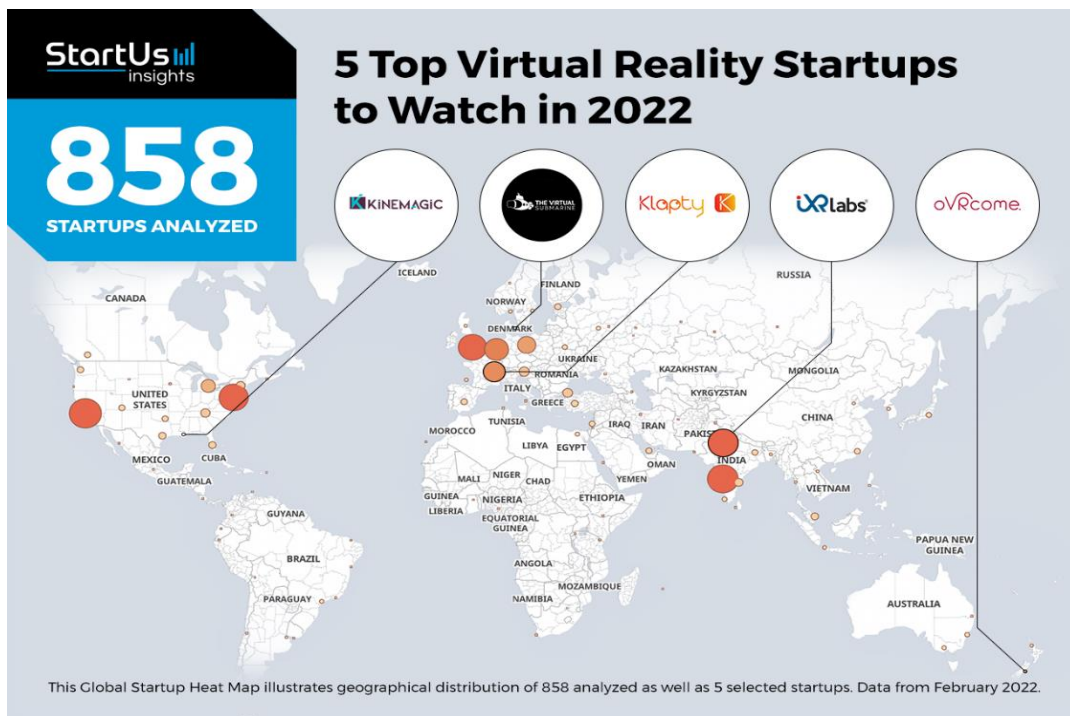 StartUs
insights
5 Top Virtual Reality Startups
to Watch in 2022
858
STARTUPS ANALYZED
KiNEMAGiC
THE VIRTUAL
SUBMARINE
Klapty
iXRlabs
oVRcome.
ICELAND
RUSSIA
CANADA
FINLAND
NORWAY
DENMARK
UKRAINE
ROMANIA
KAZAKHSTAN
MONGOLIA
UNITED
STATES
ITALY
KYRGYZSTAN
GREECE
CHINA
TUNISIA
IRAQ
IRAN
MOROCCO
PAKIST
LIBYA
EGYPT
MEXICO
CUBA
INDIA
OMAN
GUATEMALA
MALI
NIGER
CHAD
YEMEN
VIETNAM
GUINEA
NIGERIA
ETHIOPIA
LIBERIA
GUYANA
EQUATORIAL
GUINEA
PAPUA NEW
GUINEA
BRAZIL
ANGOLA
MOZAMBIQUE
PARAGUAY
NAMIBIA
AUSTRALIA
This Global Startup Heat Map illustrates geographical distribution of 858 analyzed as well as 5 selected startups. Data from February 2022.